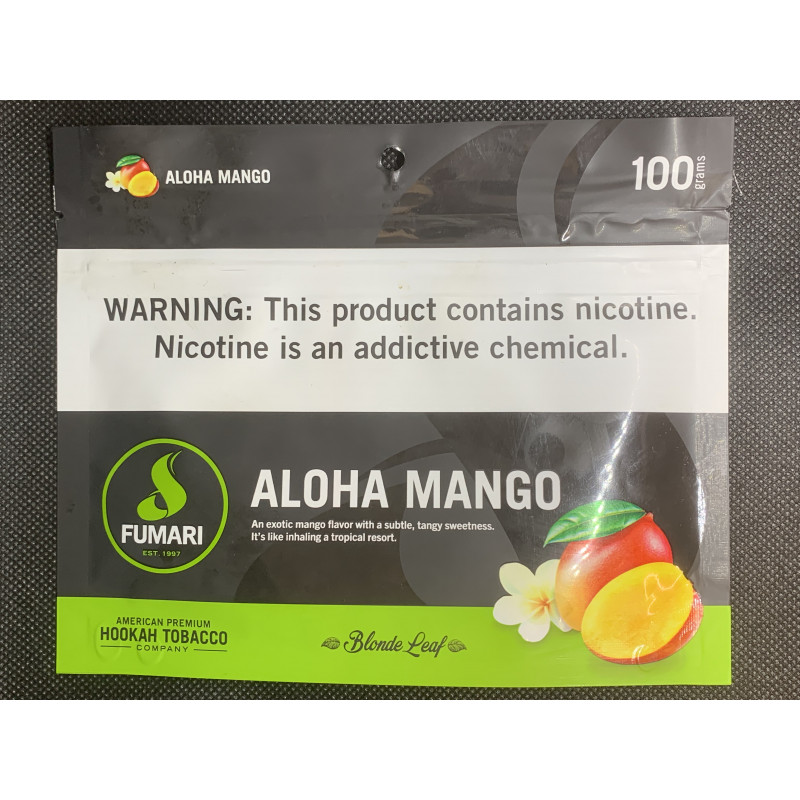 ALOHA MANGO
100 grams
WARNING: This product contains nicotine.
Nicotine is an addictive chemical.
FUMARI
EST. 1997
ALOHA MANGO
An exotic mango flavor with a subtle, tangy sweetness.
It's like inhaling a tropical resort.
AMERICAN PREMIUM
HOOKAH TOBACCO
COMPANY
Blonde Leaf